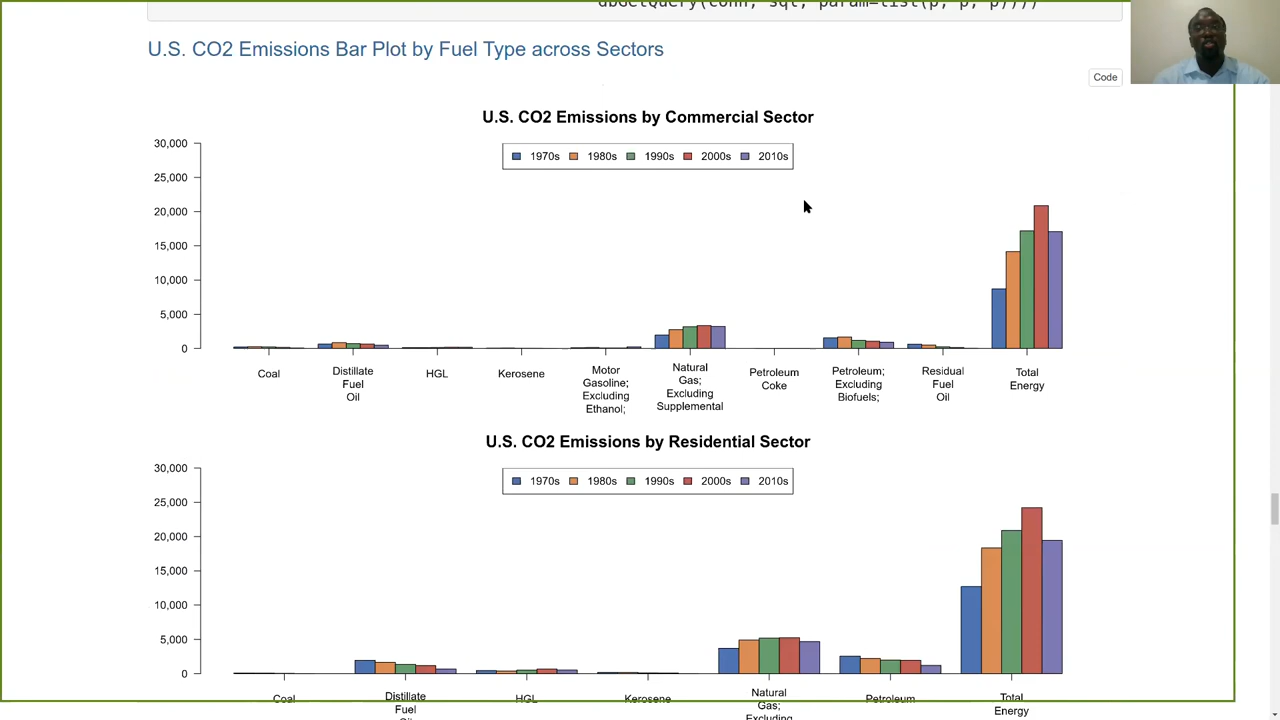 dbGetQuery(conn, sql, param=list(p, p, p))))
U.S. CO2 Emissions Bar Plot by Fuel Type across Sectors
Code
U.S. CO2 Emissions by Commercial Sector
1970s 1980s 1990s 2000s 2010s
30,000
25,000
20,000
15,000
10,000
5,000
0
Coal
Distillate
Fuel
Oil
HGL
Kerosene
Motor
Gasoline;
Excluding
Ethanol;
Natural
Gas;
Excluding
Supplemental
Petroleum
Coke
Petroleum;
Excluding
Biofuels;
Residual
Fuel
Oil
Total
Energy
U.S. CO2 Emissions by Residential Sector
1970s 1980s 1990s 2000s 2010s
30,000
25,000
20,000
15,000
10,000
5,000
0
Coal
Distillate
Fuel
Oil
HGL
Kerosene
Natural
Gas;
Excluding
Petroleum
Total
Energy